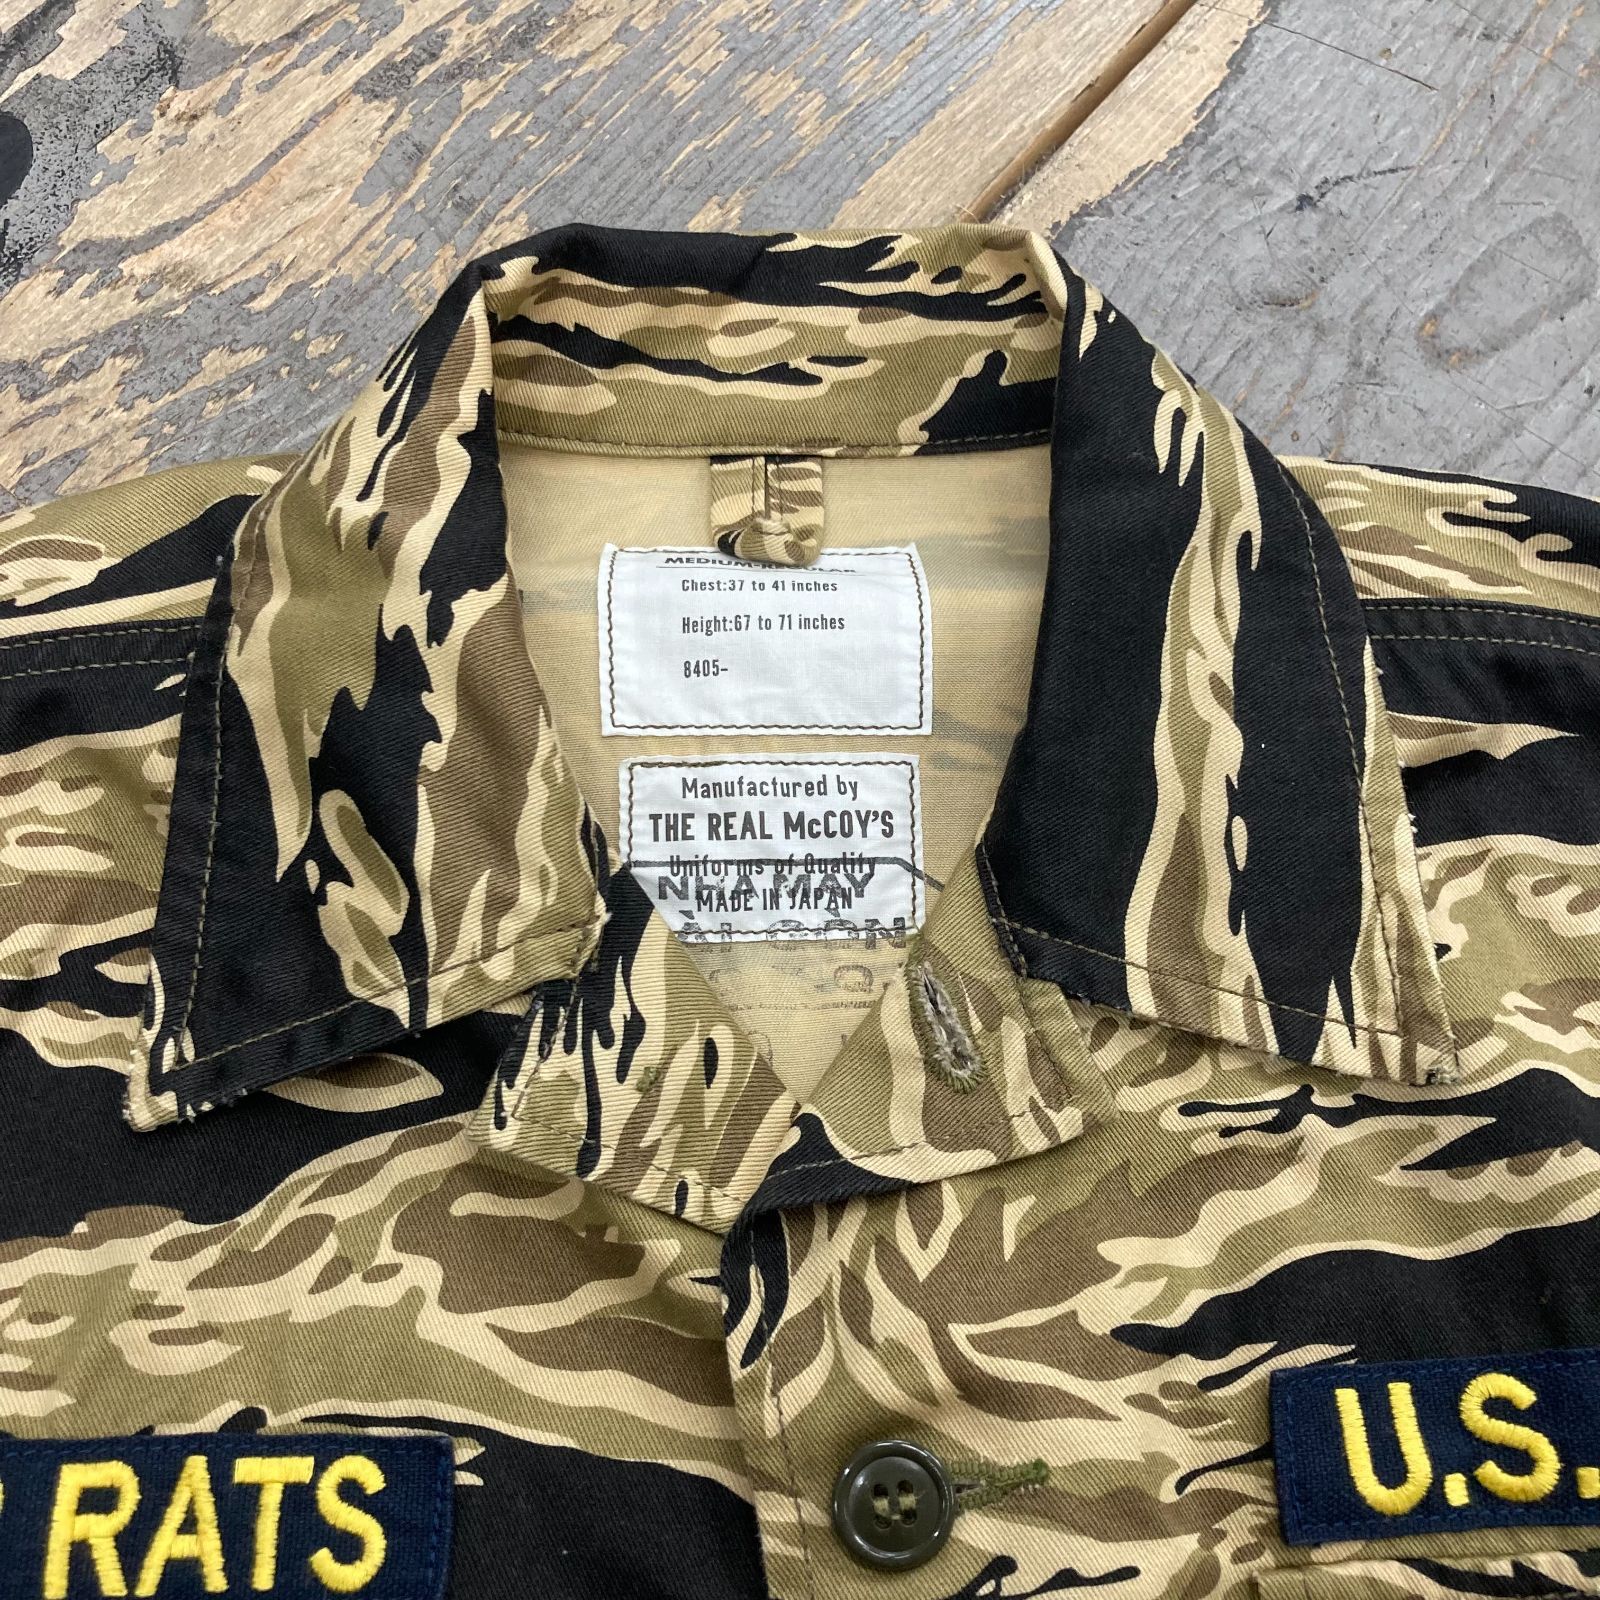 MEDIUM-REGULAR
Chest:37 to 41 inches
Height:67 to 71 inches
8405-
Manufactured by
THE REAL McCOY'S
Uniforms of Quality
NHA MAY
MADE IN JAPAN
RATS
U.S.